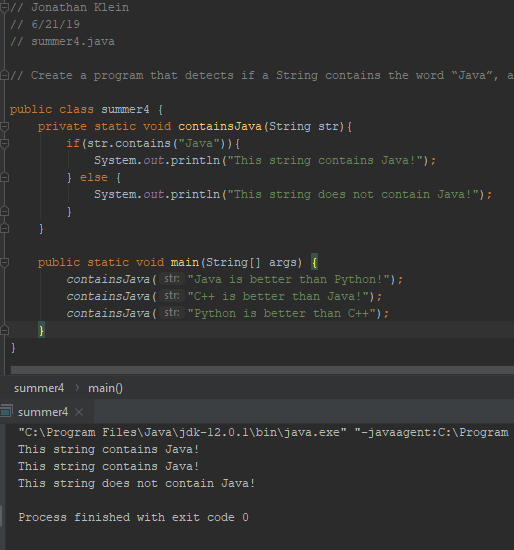 // Jonathan Klein
// 6/21/19
// summer4.java
// Create a program that detects if a String contains the word “Java”, a
public class summer4 {
    private static void containsJava(String str){
        if(str.contains("Java")){
            System.out.println("This string contains Java!");
        } else {
            System.out.println("This string does not contain Java!");
        }
    }
    public static void main(String[] args) {
        containsJava( str: "Java is better than Python!");
        containsJava( str: "C++ is better than Java!");
        containsJava( str: "Python is better than C++");
    }
}
summer4 › main()
summer4 ×
"C:\Program Files\Java\jdk-12.0.1\bin\java.exe" "-javaagent:C:\Program
This string contains Java!
This string contains Java!
This string does not contain Java!
Process finished with exit code 0